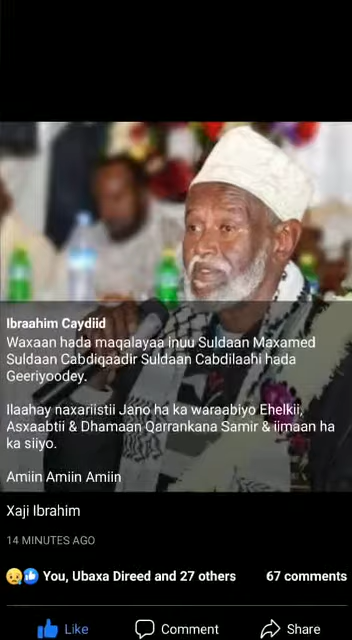 Ibraahim Caydiid
Waxaan hada maqalayaa inuu Suldaan Maxamed
Suldaan Cabdiqaadir Suldaan Cabdilaahi hada
Geeriyoodey.
Ilaahay naxariistii Jano ha ka waraabiyo Ehelkii,
Asxaabtii & Dhamaan Qarrankana Samir & iimaan ha
ka siiyo.
Amiin Amiin Amiin
Xaji Ibrahim
14 MINUTES AGO
You, Ubaxa Direed and 27 others 67 comments
Like Comment Share